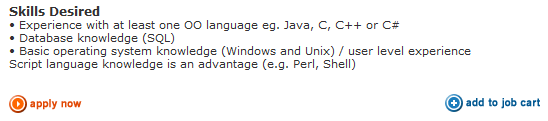 Skills Desired
• Experience with at least one OO language eg. Java, C, C++ or C#
• Database knowledge (SQL)
• Basic operating system knowledge (Windows and Unix) / user level experience
Script language knowledge is an advantage (e.g. Perl, Shell)
apply now
add to job cart